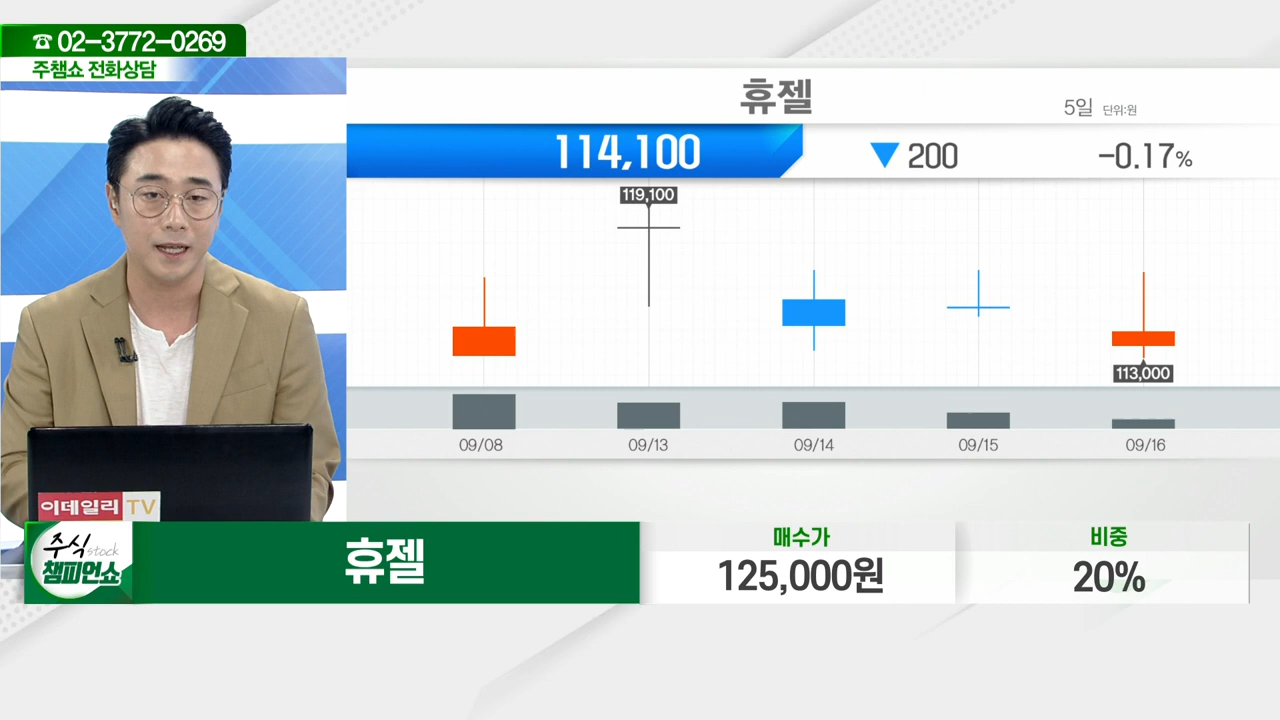 ☎ 02-3772-0269
주챔쇼 전화상담
휴젤
5일 단위:원
114,100 ▼ 200 -0.17%
119,100
113,000
09/08 09/13 09/14 09/15 09/16
이데일리 TV
주식 stock
챔피언쇼
휴젤
매수가
125,000원
비중
20%